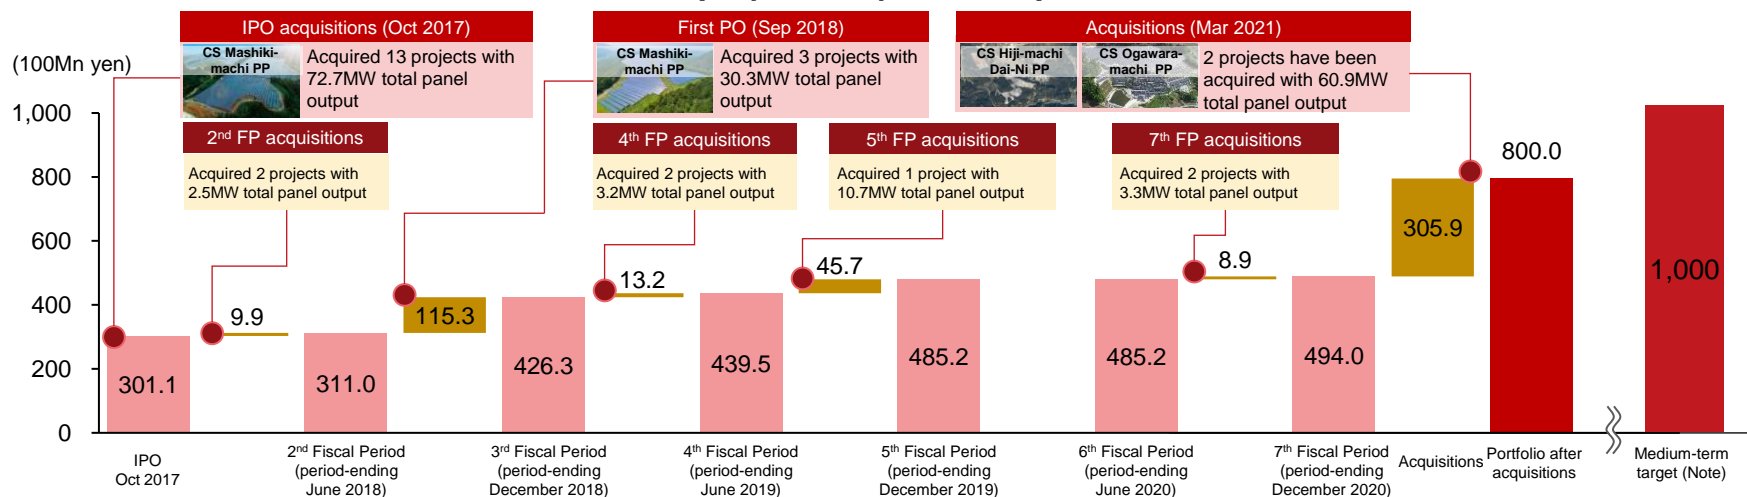 IPO acquisitions (Oct 2017)
CS Mashiki-
machi PP
Acquired 13 projects with
72.7MW total panel
output
First PO (Sep 2018)
CS Mashiki-
machi PP
Acquired 3 projects with
30.3MW total panel
output
Acquisitions (Mar 2021)
CS Hiji-machi
Dai-Ni PP
CS Ogawara-
machi PP
2 projects have been
acquired with 60.9MW
total panel output
(100Mn yen)
2nd FP acquisitions
Acquired 2 projects with
2.5MW total panel output
4th FP acquisitions
Acquired 2 projects with
3.2MW total panel output
5th FP acquisitions
Acquired 1 project with
10.7MW total panel output
7th FP acquisitions
Acquired 2 projects with
3.3MW total panel output
1,000
800
600
400
200
0
301.1
9.9
311.0
115.3
426.3
13.2
439.5
45.7
485.2
485.2
8.9
494.0
305.9
800.0
1,000
IPO
Oct 2017
2nd Fiscal Period
(period-ending
June 2018)
3rd Fiscal Period
(period-ending
December 2018)
4th Fiscal Period
(period-ending
June 2019)
5th Fiscal Period
(period-ending
December 2019)
6th Fiscal Period
(period-ending
June 2020)
7th Fiscal Period
(period-ending
December 2020)
Acquisitions
Portfolio after
acquisitions
Medium-term
target (Note)